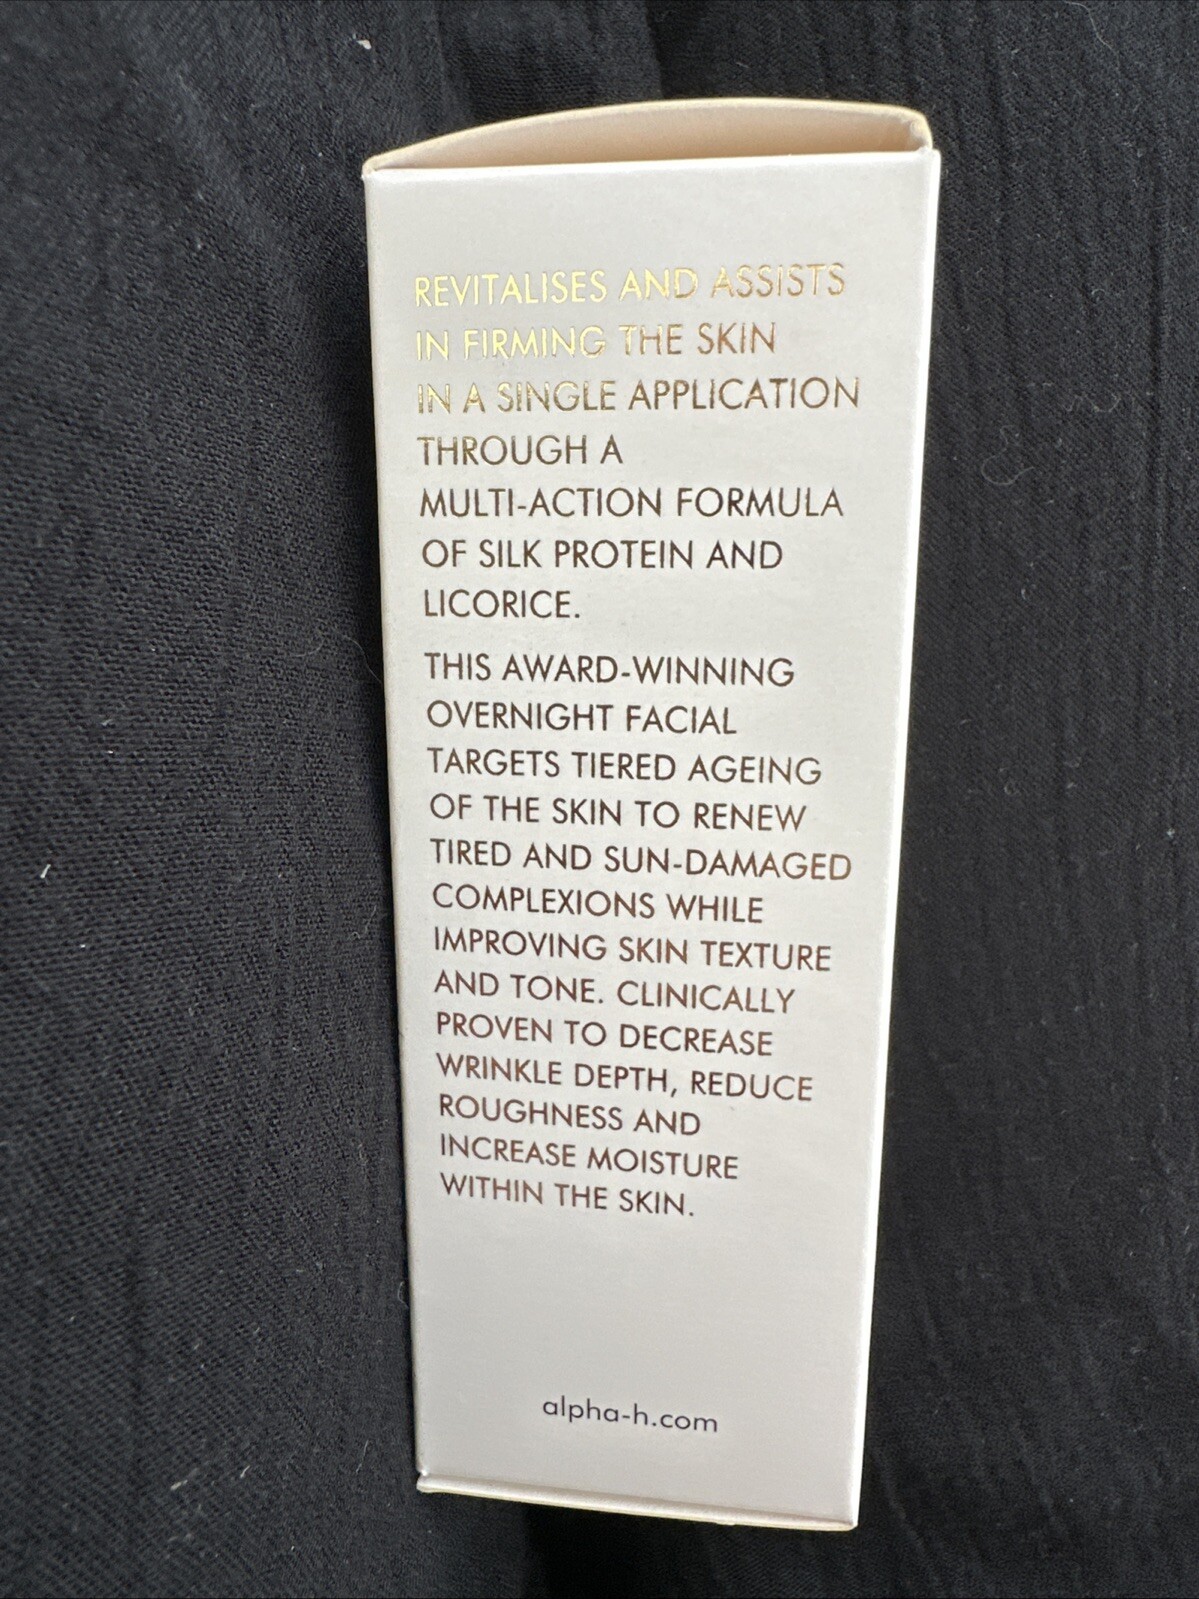 REVITALISES AND ASSISTS
IN FIRMING THE SKIN
IN A SINGLE APPLICATION
THROUGH A
MULTI-ACTION FORMULA
OF SILK PROTEIN AND
LICORICE.
THIS AWARD-WINNING
OVERNIGHT FACIAL
TARGETS TIERED AGEING
OF THE SKIN TO RENEW
TIRED AND SUN-DAMAGED
COMPLEXIONS WHILE
IMPROVING SKIN TEXTURE
AND TONE. CLINICALLY
PROVEN TO DECREASE
WRINKLE DEPTH, REDUCE
ROUGHNESS AND
INCREASE MOISTURE
WITHIN THE SKIN.
alpha-h.com